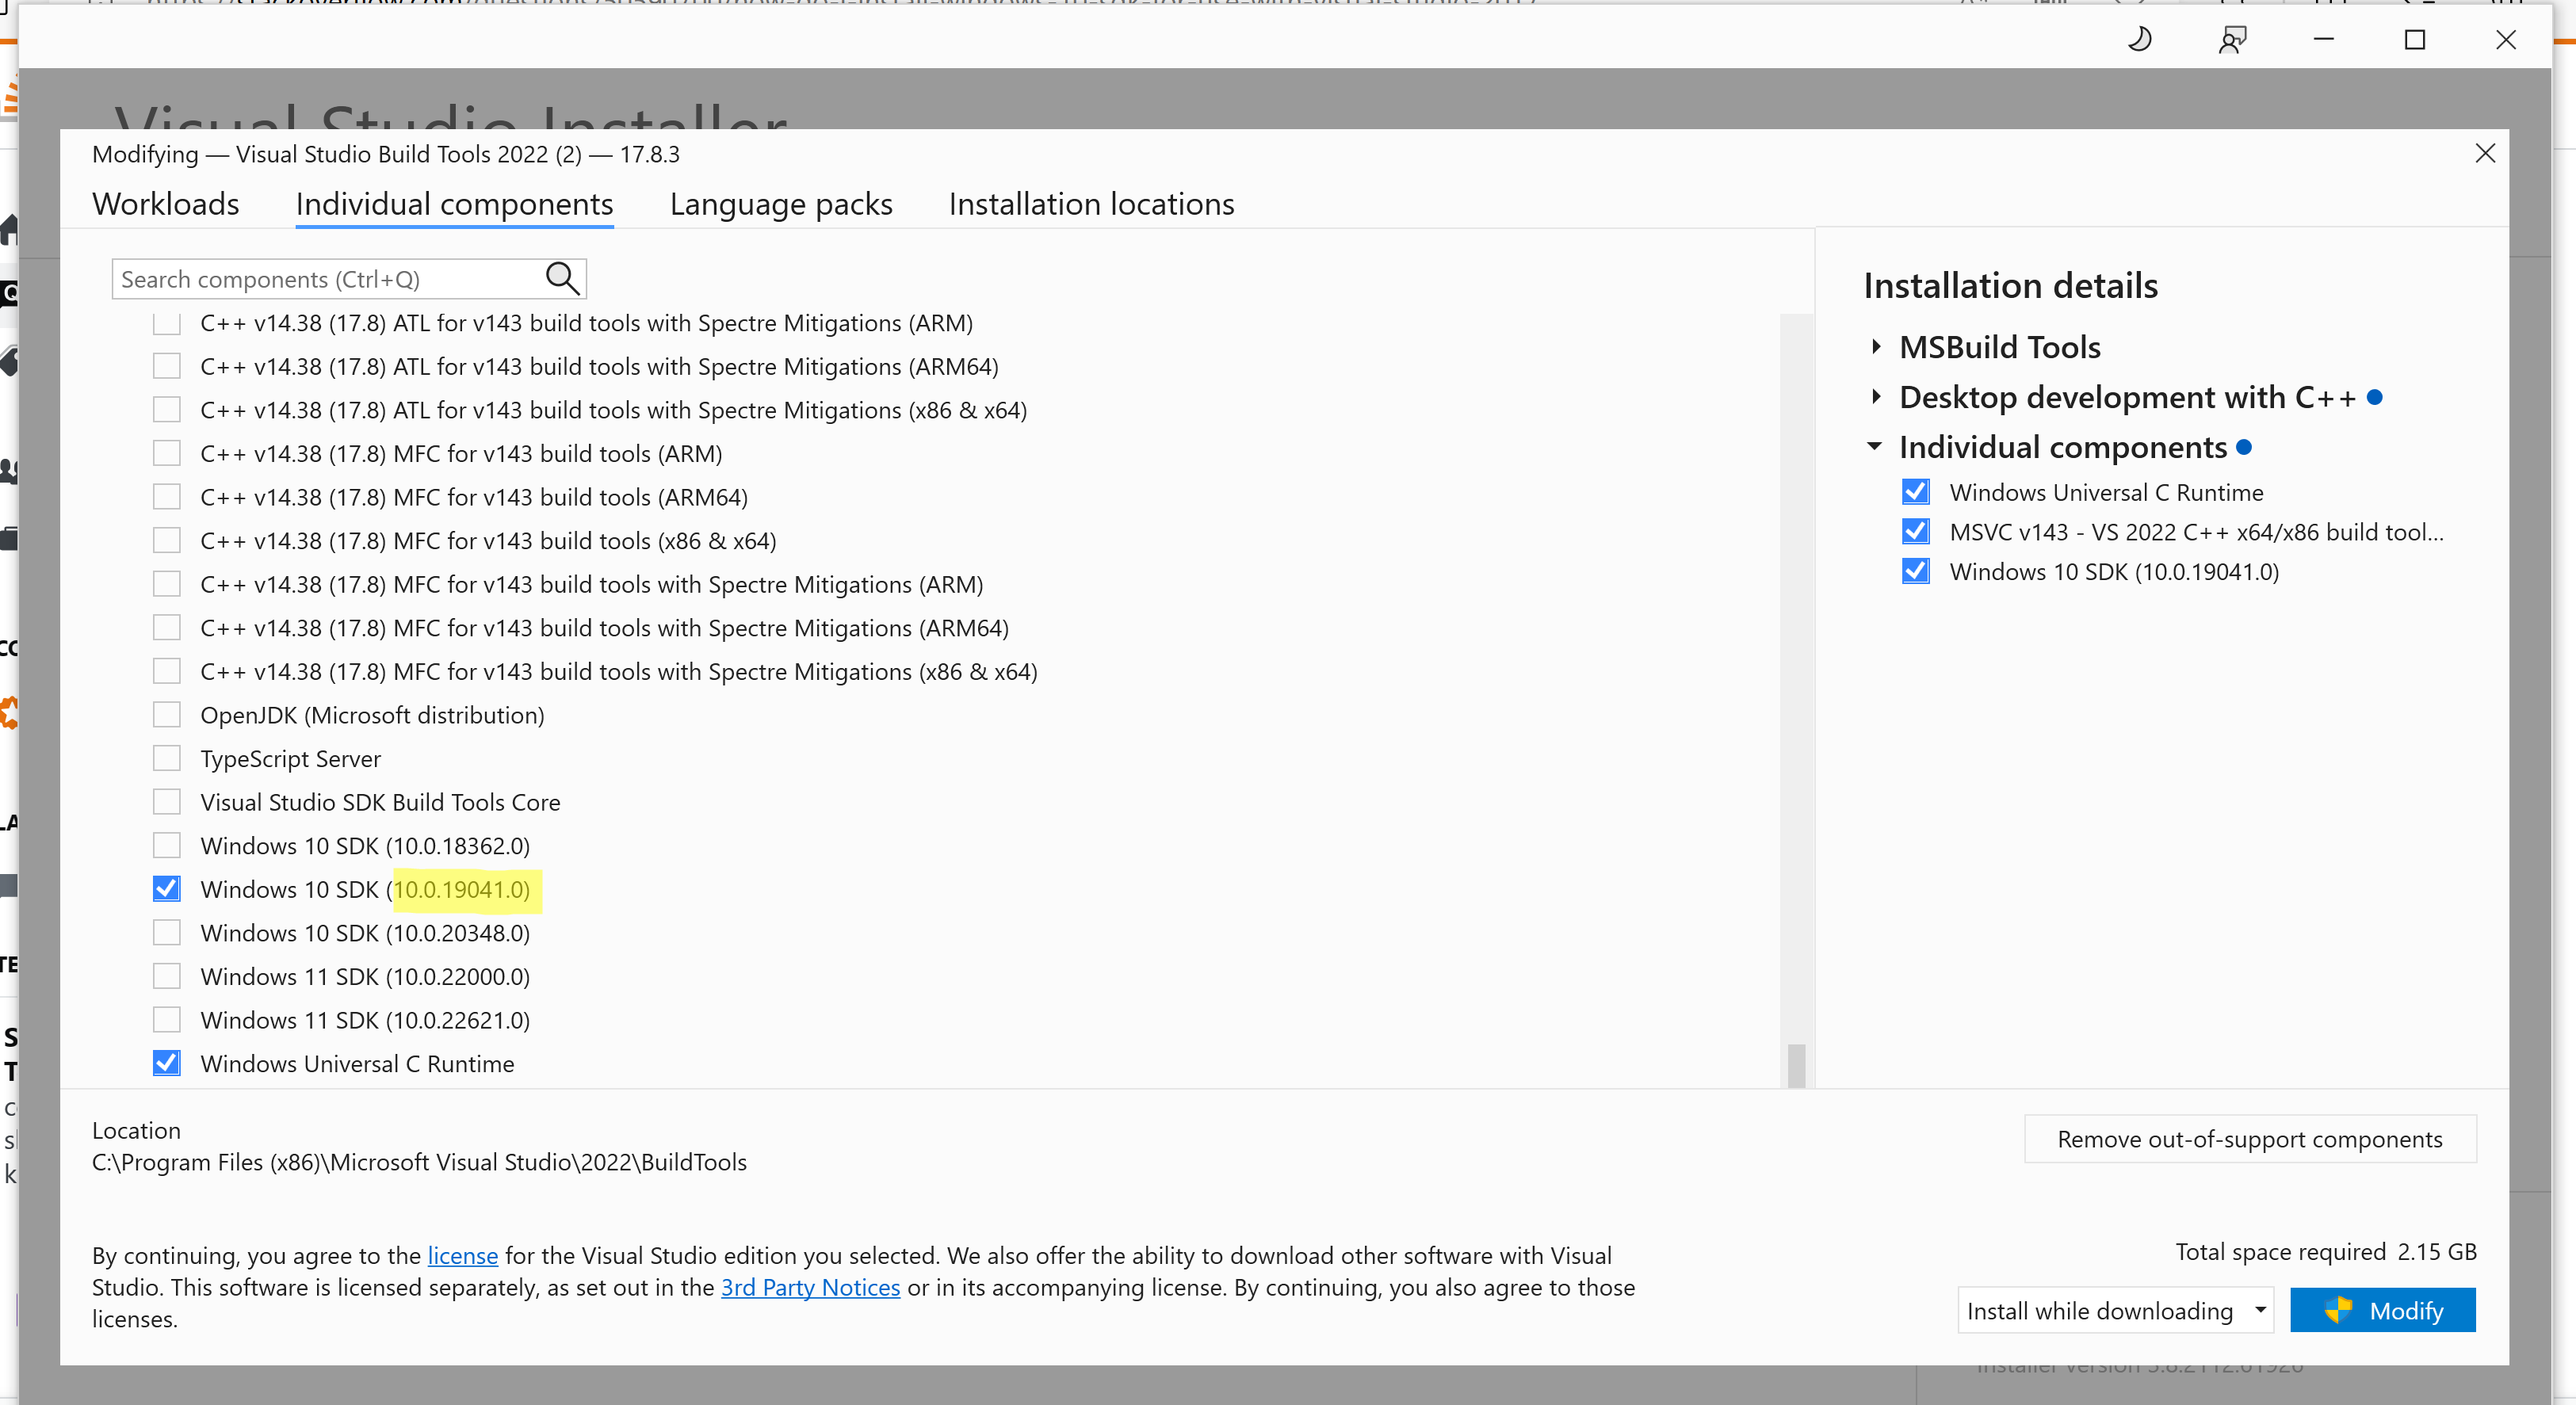 Visual Studio Installer
Modifying — Visual Studio Build Tools 2022 (2) — 17.8.3
Workloads
Individual components
Language packs
Installation locations
Search components (Ctrl+Q)
C++ v14.38 (17.8) ATL for v143 build tools with Spectre Mitigations (ARM)
C++ v14.38 (17.8) ATL for v143 build tools with Spectre Mitigations (ARM64)
C++ v14.38 (17.8) ATL for v143 build tools with Spectre Mitigations (x86 & x64)
C++ v14.38 (17.8) MFC for v143 build tools (ARM)
C++ v14.38 (17.8) MFC for v143 build tools (ARM64)
C++ v14.38 (17.8) MFC for v143 build tools (x86 & x64)
C++ v14.38 (17.8) MFC for v143 build tools with Spectre Mitigations (ARM)
C++ v14.38 (17.8) MFC for v143 build tools with Spectre Mitigations (ARM64)
C++ v14.38 (17.8) MFC for v143 build tools with Spectre Mitigations (x86 & x64)
OpenJDK (Microsoft distribution)
TypeScript Server
Visual Studio SDK Build Tools Core
Windows 10 SDK (10.0.18362.0)
Windows 10 SDK (10.0.19041.0)
Windows 10 SDK (10.0.20348.0)
Windows 11 SDK (10.0.22000.0)
Windows 11 SDK (10.0.22621.0)
Windows Universal C Runtime
Installation details
MSBuild Tools
Desktop development with C++
Individual components
Windows Universal C Runtime
MSVC v143 - VS 2022 C++ x64/x86 build tool...
Windows 10 SDK (10.0.19041.0)
Location
C:\Program Files (x86)\Microsoft Visual Studio\2022\BuildTools
Remove out-of-support components
By continuing, you agree to the license for the Visual Studio edition you selected. We also offer the ability to download other software with Visual
Studio. This software is licensed separately, as set out in the 3rd Party Notices or in its accompanying license. By continuing, you also agree to those
licenses.
Total space required 2.15 GB
Install while downloading
Modify